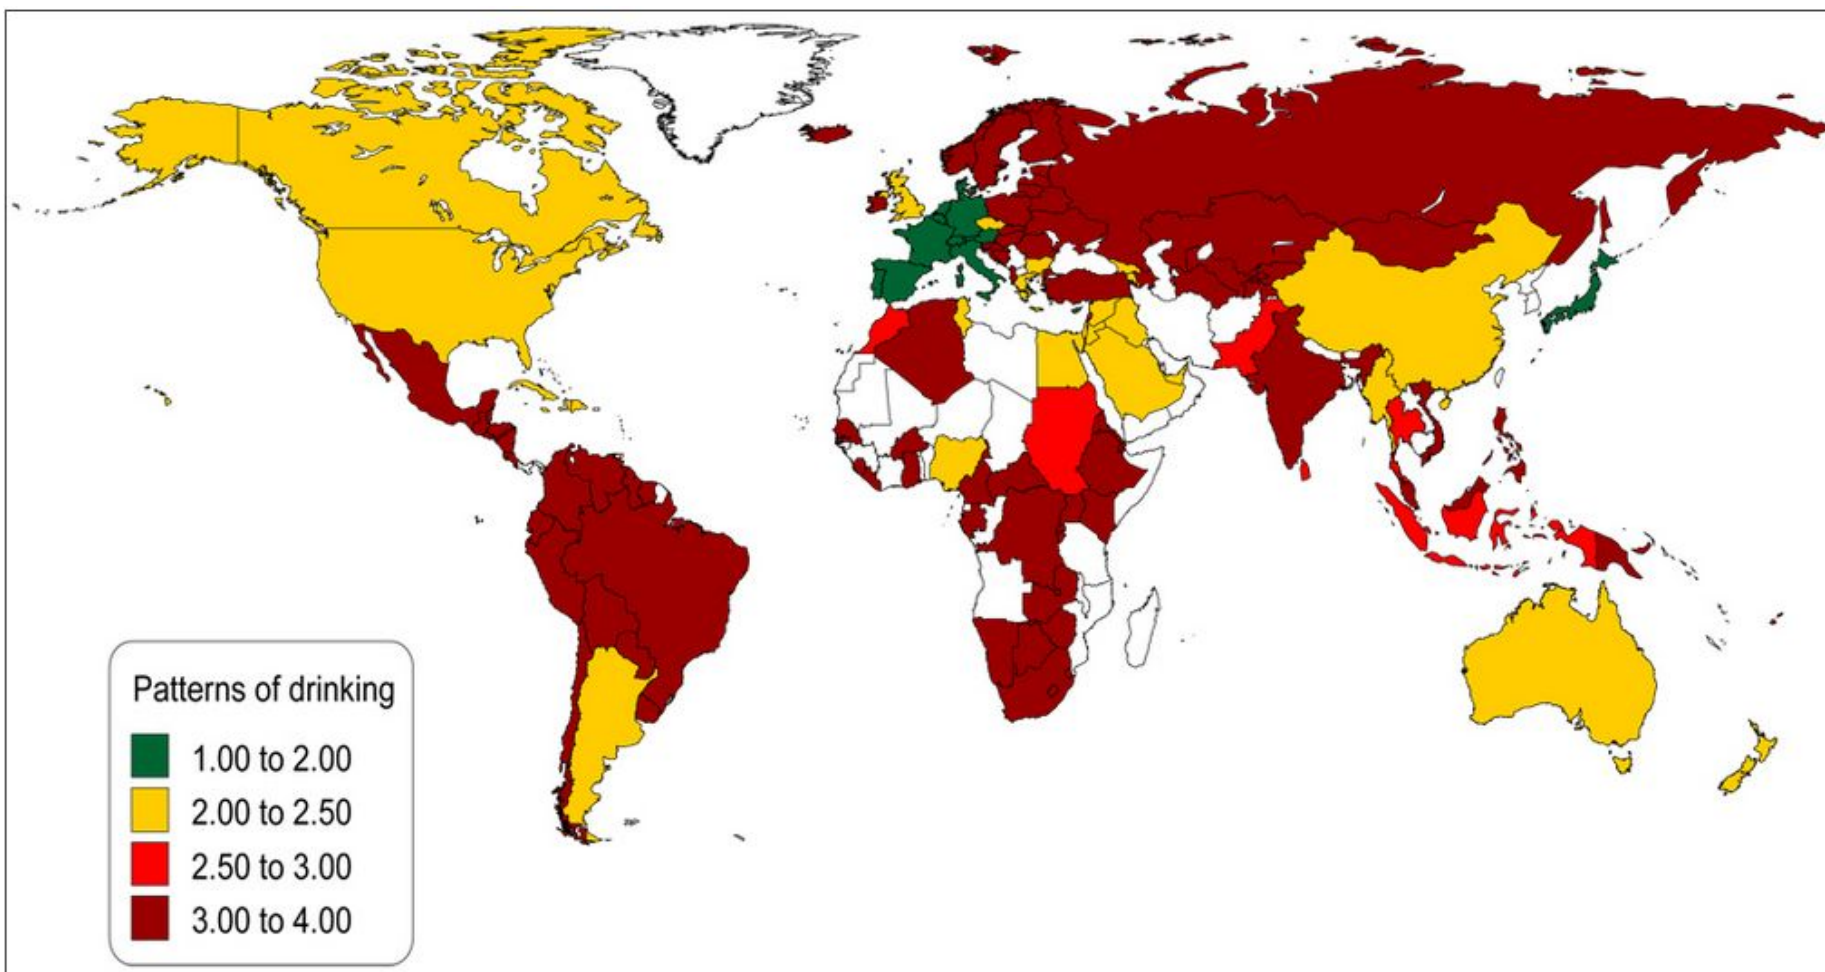 Patterns of drinking
1.00 to 2.00
2.00 to 2.50
2.50 to 3.00
3.00 to 4.00